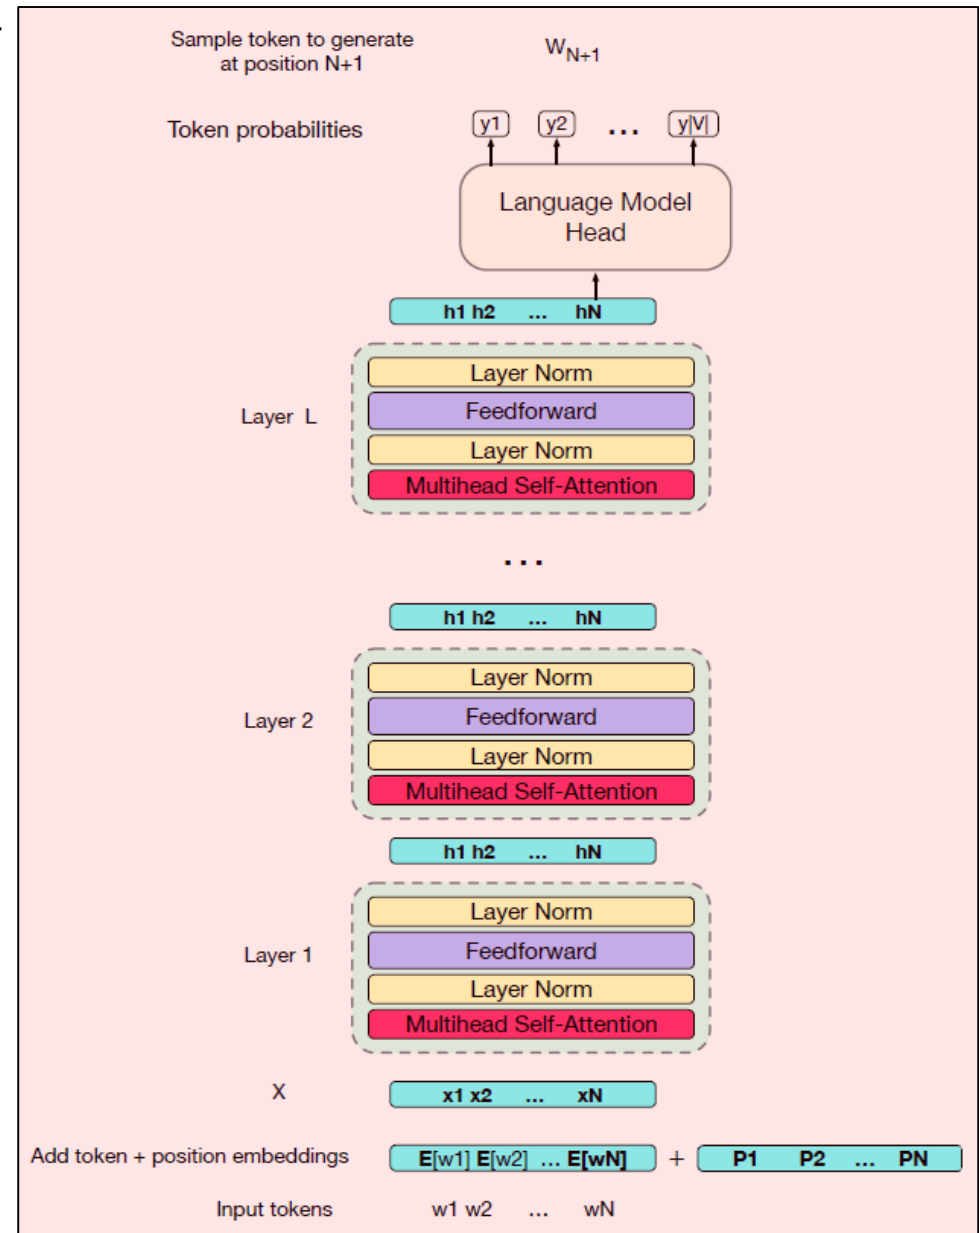 Sample token to generate
at position N+1
W_{N+1}
Token probabilities
y1 y2 ... y|V|
Language Model
Head
h1 h2 ... hN
Layer L
Layer Norm
Feedforward
Layer Norm
Multihead Self-Attention
...
h1 h2 ... hN
Layer 2
Layer Norm
Feedforward
Layer Norm
Multihead Self-Attention
h1 h2 ... hN
Layer 1
Layer Norm
Feedforward
Layer Norm
Multihead Self-Attention
X x1 x2 ... xN
Add token + position embeddings E[w1] E[w2] ... E[wN] + P1 P2 ... PN
Input tokens w1 w2 ... wN